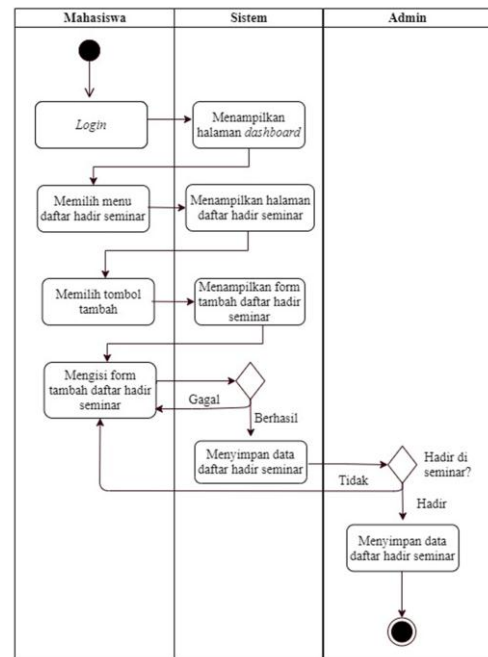 Mahasiswa
Sistem
Admin
Login
Menampilkan
halaman dashboard
Memilih menu
daftar hadir seminar
Menampilkan halaman
daftar hadir seminar
Memilih tombol
tambah
Menampilkan form
tambah daftar hadir
seminar
Mengisi form
tambah daftar hadir
seminar
Gagal
Berhasil
Menyimpan data
daftar hadir seminar
Hadir di
seminar?
Tidak
Hadir
Menyimpan data
daftar hadir seminar